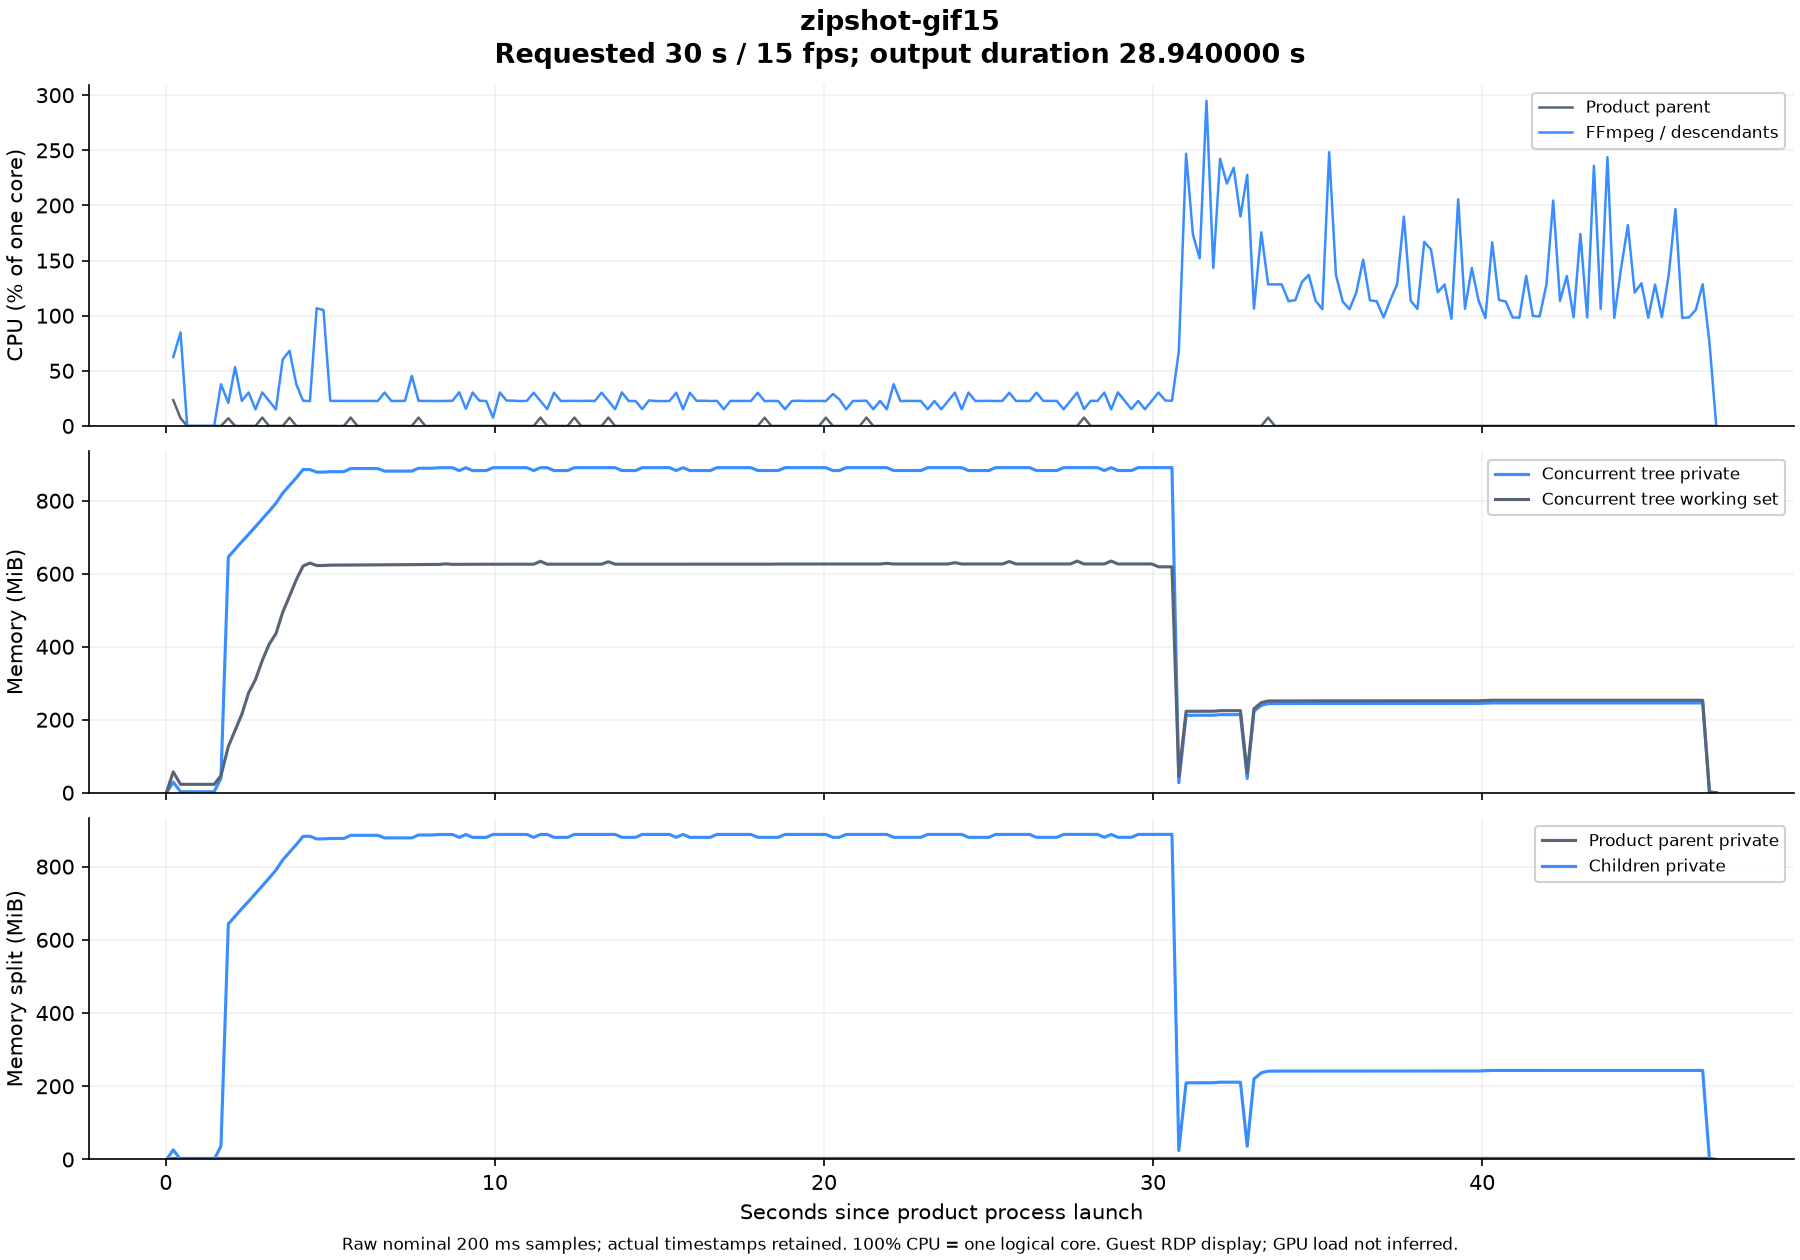 zipshot-gif15
Requested 30 s / 15 fps; output duration 28.940000 s
CPU (% of one core)
300
250
200
150
100
50
0
Product parent
FFmpeg / descendants
Memory (MiB)
800
600
400
200
0
Concurrent tree private
Concurrent tree working set
Memory split (MiB)
800
600
400
200
0
Product parent private
Children private
0 10 20 30 40
Seconds since product process launch
Raw nominal 200 ms samples; actual timestamps retained. 100% CPU = one logical core. Guest RDP display; GPU load not inferred.